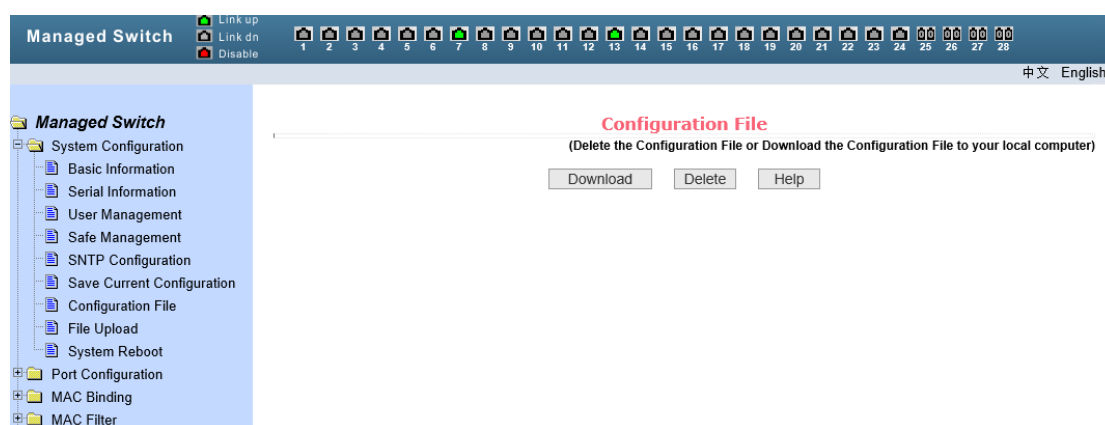 Managed Switch
Link up
Link dn
Disable
1 2 3 4 5 6 7 8 9 10 11 12 13 14 15 16 17 18 19 20 21 22 23 24 25 26 27 28
中文 English
Managed Switch
System Configuration
Basic Information
Serial Information
User Management
Safe Management
SNTP Configuration
Save Current Configuration
Configuration File
File Upload
System Reboot
Port Configuration
MAC Binding
MAC Filter
Configuration File
(Delete the Configuration File or Download the Configuration File to your local computer)
Download Delete Help